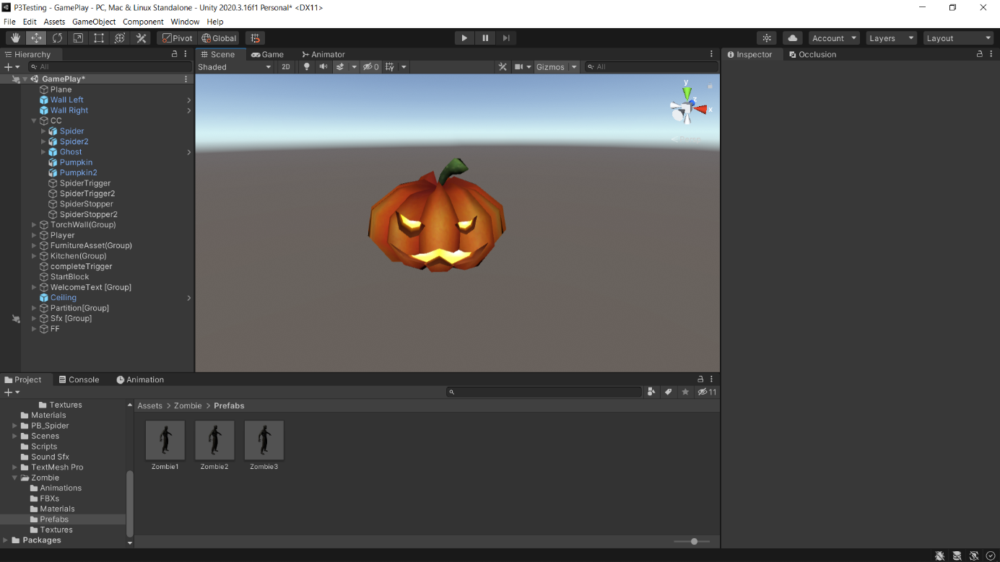 P3Testing - GamePlay - PC, Mac & Linux Standalone - Unity 2020.3.16f1 Personal* <DX11>
File Edit Assets GameObject Component Window Help
Pivot Global Account Layers Layout
Hierarchy Scene Game Animator Inspector Occlusion
All Shaded 2D 0 Gizmos All
GamePlay*
Plane
Wall Left
Wall Right
CC
Spider
Spider2
Ghost
Pumpkin
Pumpkin2
SpiderTrigger
SpiderTrigger2
SpiderStopper
SpiderStopper2
TorchWall(Group)
Player
FurnitureAsset(Group)
Kitchen(Group)
completeTrigger
StartBlock
WelcomeText [Group]
Ceiling
Partition[Group]
Sfx [Group]
FF
y
z
x
Persp
Project Console Animation
11
Textures
Materials
PB_Spider
Scenes
Scripts
Sound Sfx
TextMesh Pro
Zombie
Animations
FBXs
Materials
Prefabs
Textures
Packages
Assets > Zombie > Prefabs
Zombie1 Zombie2 Zombie3